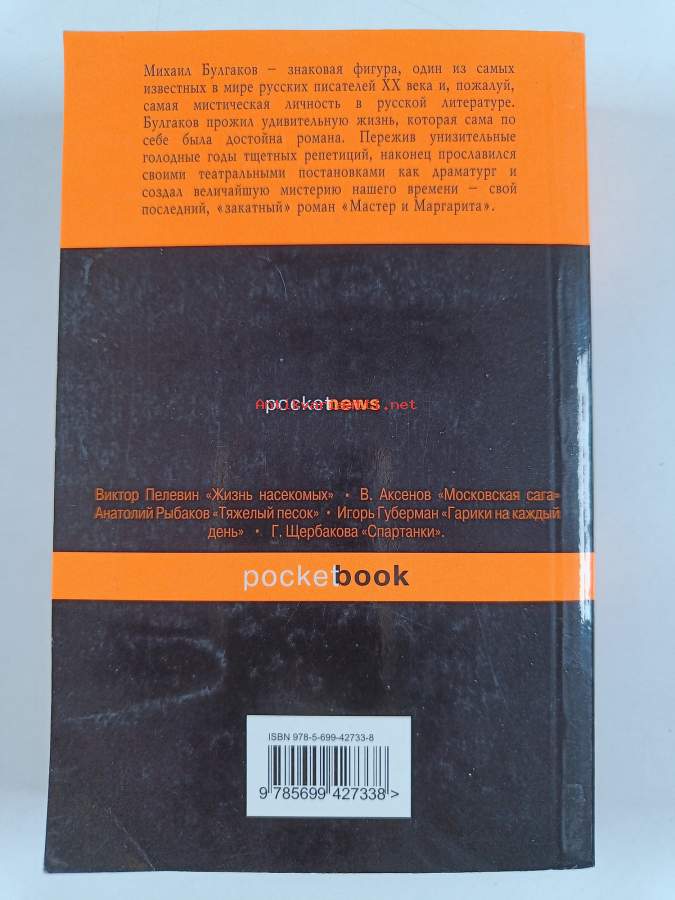 Михаил Булгаков – знаковая фигура, один из самых
известных в мире русских писателей XX века и, пожалуй,
самая мистическая личность в русской литературе.
Булгаков прожил удивительную жизнь, которая сама по
себе была достойна романа. Пережив унизительные
голодные годы тщетных репетиций, наконец прославился
своими театральными постановками как драматург и
создал величайшую мистерию нашего времени – свой
последний, «закатный» роман «Мастер и Маргарита».
pocketnews
Виктор Пелевин «Жизнь насекомых» • В. Аксенов «Московская сага»
Анатолий Рыбаков «Тяжелый песок» • Игорь Губерман «Гарики на каждый
день» • Г. Щербакова «Спартанки».
pocketbook
ISBN 978-5-699-42733-8
9 785699 427338 >